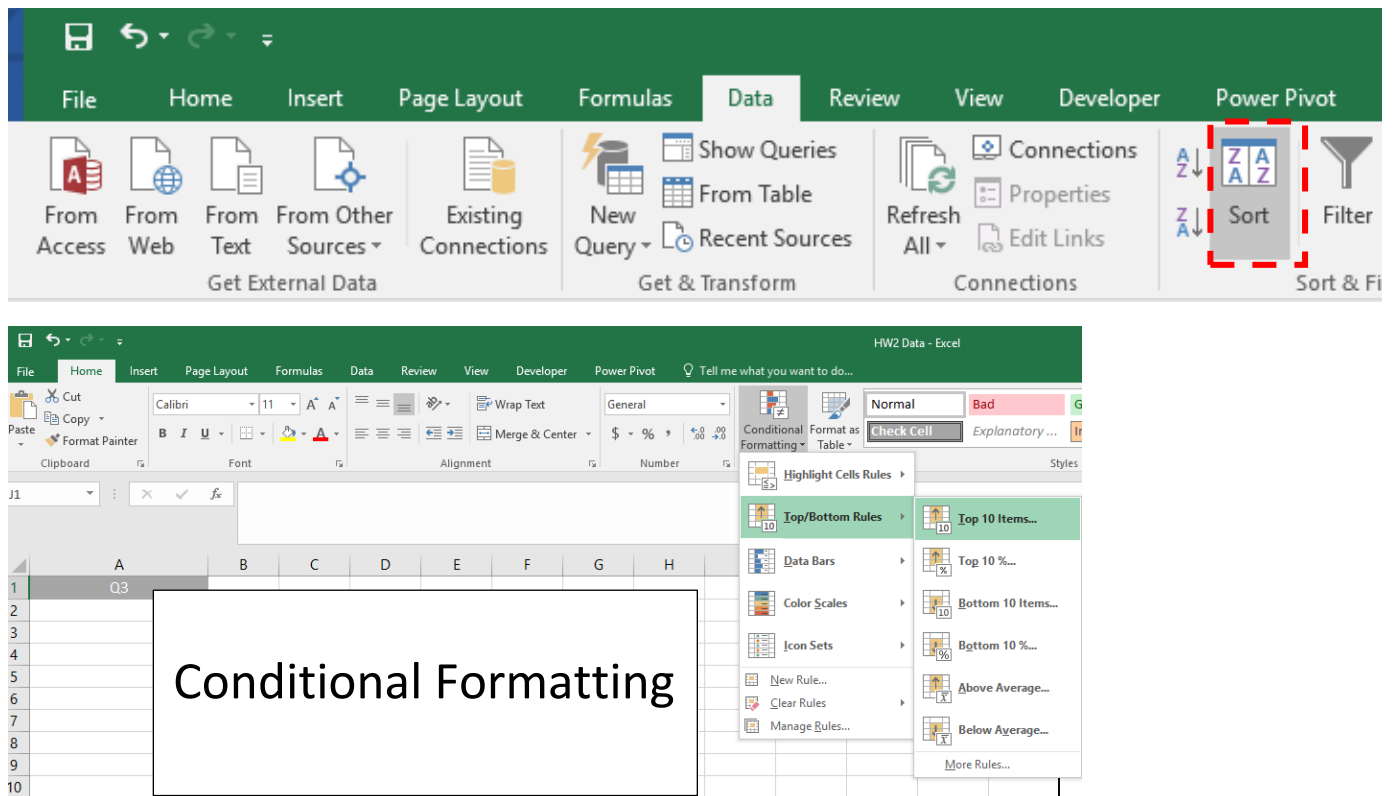 File Home Insert Page Layout Formulas Data Review View Developer Power Pivot
From Access
From Web
From Text
From Other Sources
Existing Connections
Get External Data
New Query
Show Queries
From Table
Recent Sources
Get & Transform
Refresh All
Connections
Properties
Edit Links
Connections
A Z
Z A
Z A A Z
Sort
Filter
Sort & Fi
HW2 Data - Excel
File Home Insert Page Layout Formulas Data Review View Developer Power Pivot Tell me what you want to do...
Paste
Cut
Copy
Format Painter
Clipboard
Calibri 11 A A
B I U A
Font
Wrap Text
Merge & Center
Alignment
General
$ % , .00 .00
Number
Conditional Formatting
Format as Table
Normal Bad G
Check Cell Explanatory ... In
Styles
J1 fx
A B C D E F G H
1 Q3
2
3
4
5
6
7
8
9
10
Conditional Formatting
Highlight Cells Rules
Top/Bottom Rules
Data Bars
Color Scales
Icon Sets
New Rule...
Clear Rules
Manage Rules...
Top 10 Items...
Top 10 %...
Bottom 10 Items...
Bottom 10 %...
Above Average...
Below Average...
More Rules...